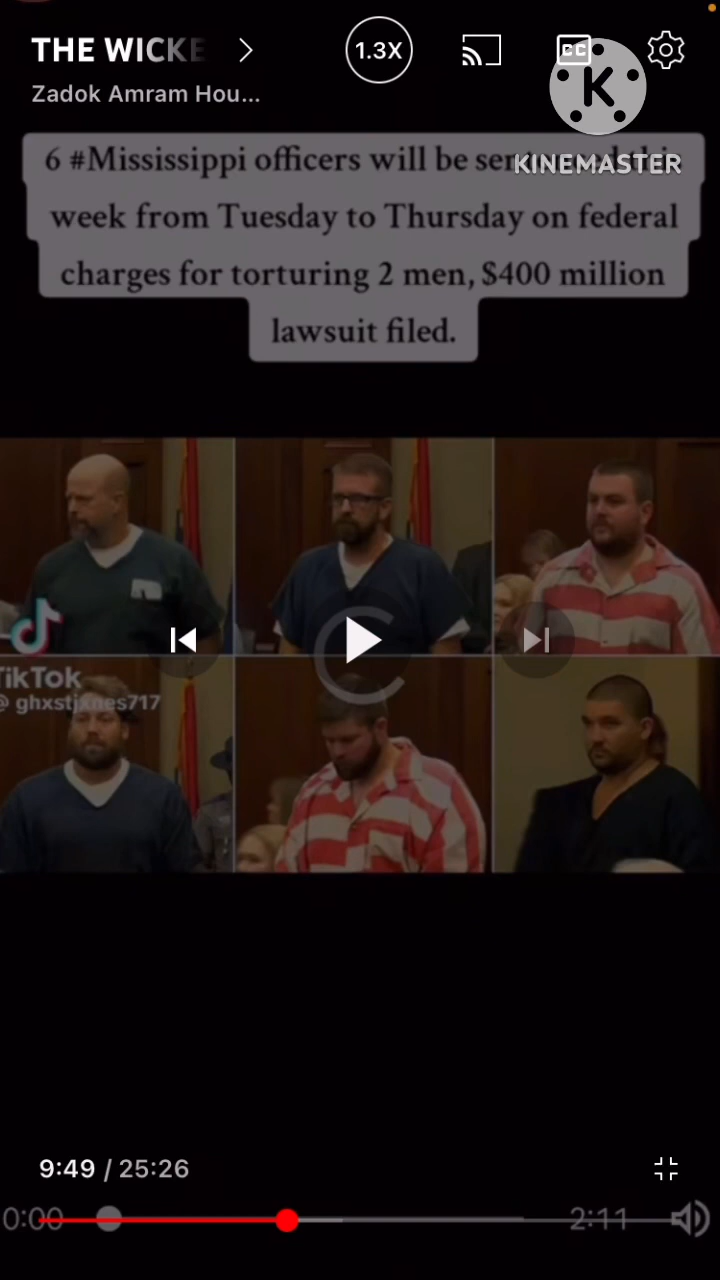 THE WICKE
1.3X
CC
Zadok Amram Hou...
K
KINEMASTER
6 #Mississippi officers will be
week from Tuesday to Thursday on federal
charges for torturing 2 men, $400 million
lawsuit filed.
TikTok
@ ghxstjxnes717
9:49 / 25:26
0:00
2:11